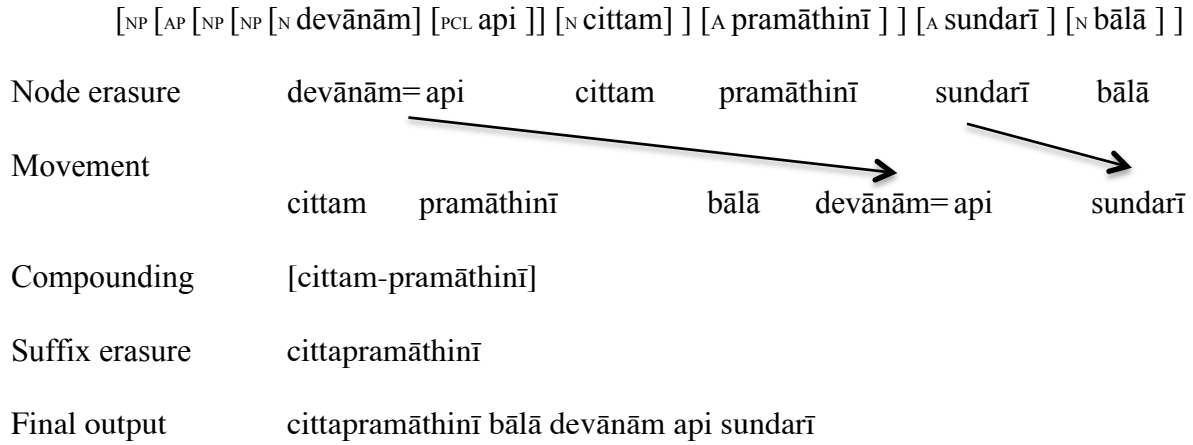 [NP [AP [NP [NP [N devānām] [PCL api ]] [N cittam] ] [A pramāthinī ] ] [A sundarī ] [N bālā ] ]
Node erasure devānām= api cittam pramāthinī sundarī bālā
Movement
cittam pramāthinī bālā devānām= api sundarī
Compounding [cittam-pramāthinī]
Suffix erasure cittapramāthinī
Final output cittapramāthinī bālā devānām api sundarī